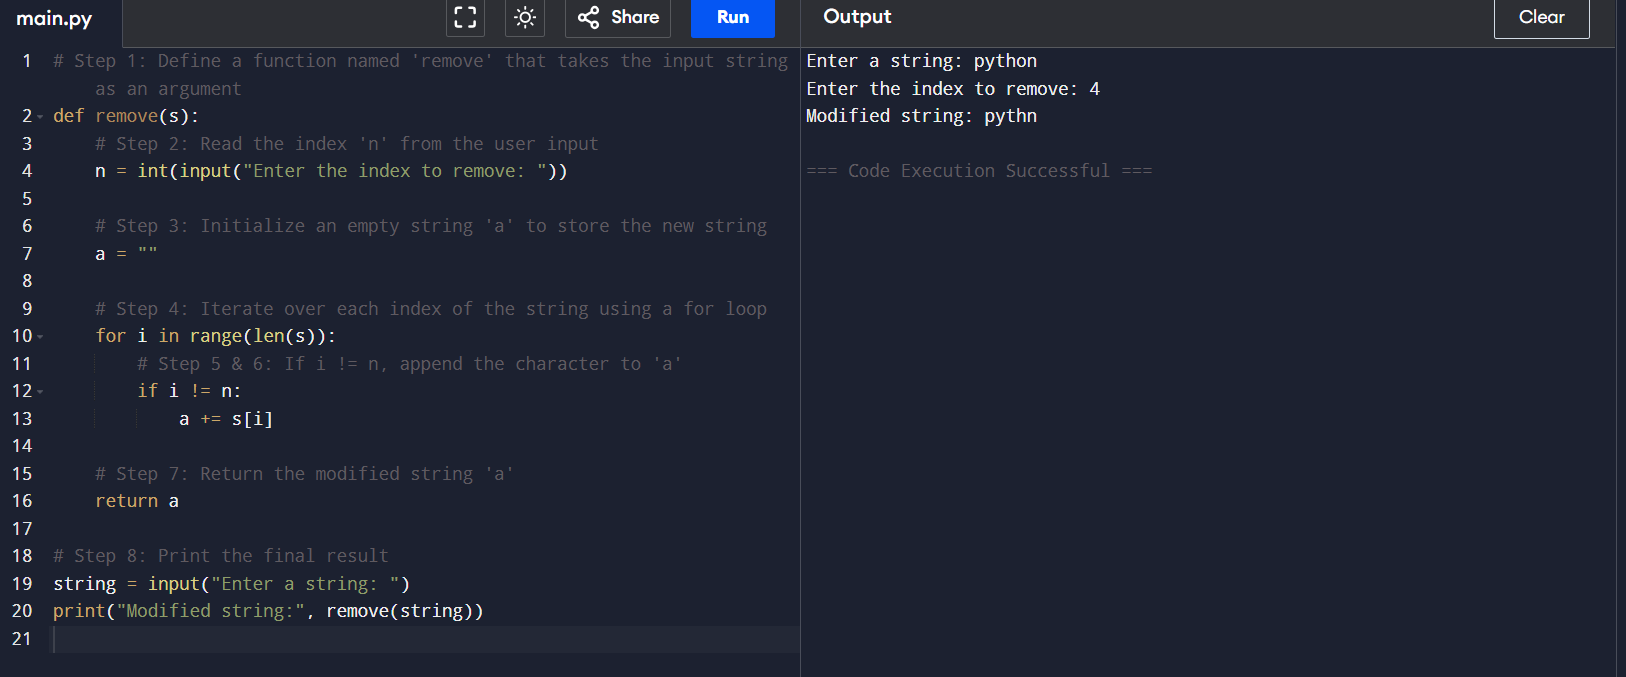 main.py
Share
Run
Output
Clear
1 # Step 1: Define a function named 'remove' that takes the input string
as an argument
2 def remove(s):
3 # Step 2: Read the index 'n' from the user input
4 n = int(input("Enter the index to remove: "))
5
6 # Step 3: Initialize an empty string 'a' to store the new string
7 a = ""
8
9 # Step 4: Iterate over each index of the string using a for loop
10 for i in range(len(s)):
11 # Step 5 & 6: If i != n, append the character to 'a'
12 if i != n:
13 a += s[i]
14
15 # Step 7: Return the modified string 'a'
16 return a
17
18 # Step 8: Print the final result
19 string = input("Enter a string: ")
20 print("Modified string:", remove(string))
21
Enter a string: python
Enter the index to remove: 4
Modified string: pythn
=== Code Execution Successful ===